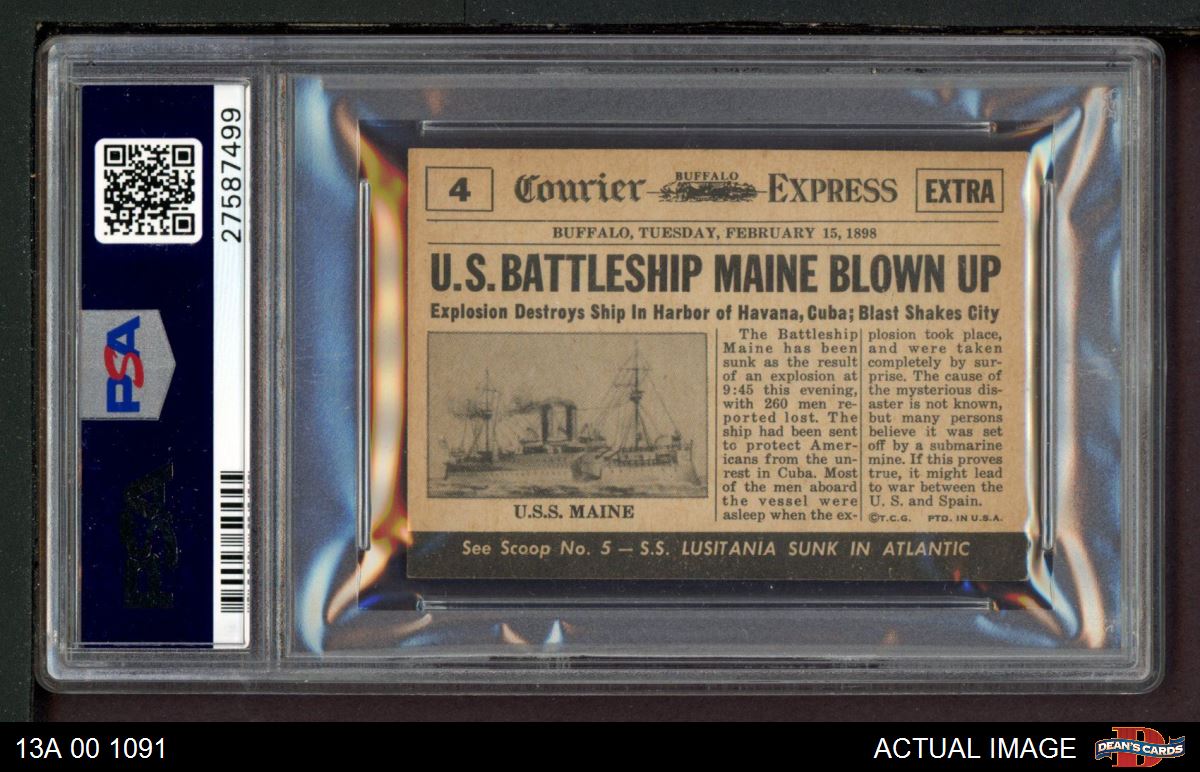 27587499
PSA
PSA
4
Courier BUFFALO EXPRESS
EXTRA
BUFFALO, TUESDAY, FEBRUARY 15, 1898
U.S. BATTLESHIP MAINE BLOWN UP
Explosion Destroys Ship In Harbor of Havana, Cuba; Blast Shakes City
U.S.S. MAINE
The Battleship
Maine has been
sunk as the result
of an explosion at
9:45 this evening,
with 260 men re-
ported lost. The
ship had been sent
to protect Amer-
icans from the un-
rest in Cuba. Most
of the men aboard
the vessel were
asleep when the ex-
plosion took place,
and were taken
completely by sur-
prise. The cause of
the mysterious dis-
aster is not known,
but many persons
believe it was set
off by a submarine
mine. If this proves
true, it might lead
to war between the
U. S. and Spain.
©T.C.G. PTD. IN U.S.A.
See Scoop No. 5 — S.S. LUSITANIA SUNK IN ATLANTIC
13A 00 1091
ACTUAL IMAGE
DEAN'S CARDS